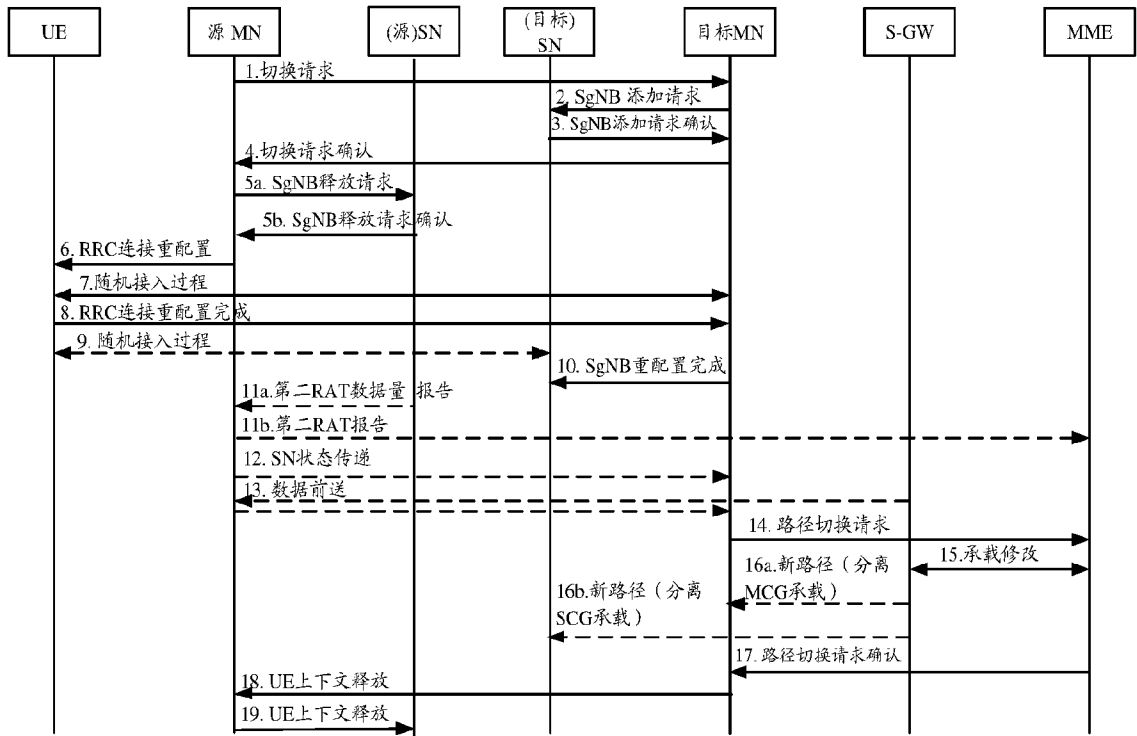 UE
源 MN
(源)SN
(目标)
SN
目标MN
S-GW
MME
1.切换请求
2. SgNB 添加请求
3. SgNB添加请求确认
4.切换请求确认
5a. SgNB释放请求
5b. SgNB释放请求确认
6. RRC连接重配置
7.随机接入过程
8. RRC连接重配置完成
9. 随机接入过程
10. SgNB重配置完成
11a.第二RAT数据量 报告
11b.第二RAT报告
12. SN状态传递
13. 数据前送
14. 路径切换请求
15.承载修改
16a.新路径（分离
MCG承载）
16b.新路径（分离
SCG承载）
17. 路径切换请求确认
18. UE上下文释放
19. UE上下文释放